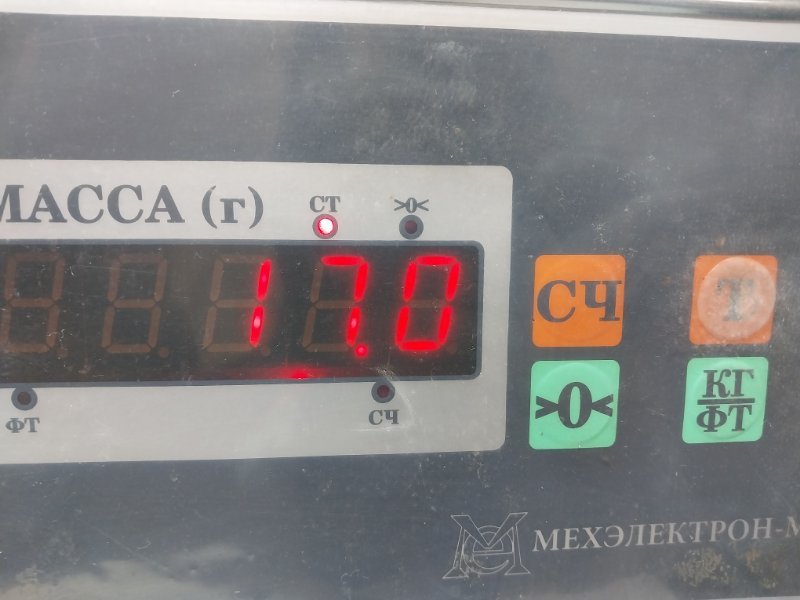 МАССА (г)
СТ >0<
17.0
ФТ СЧ
СЧ Т
>0< КГ
ФТ
МЕХЭЛЕКТРОН-М